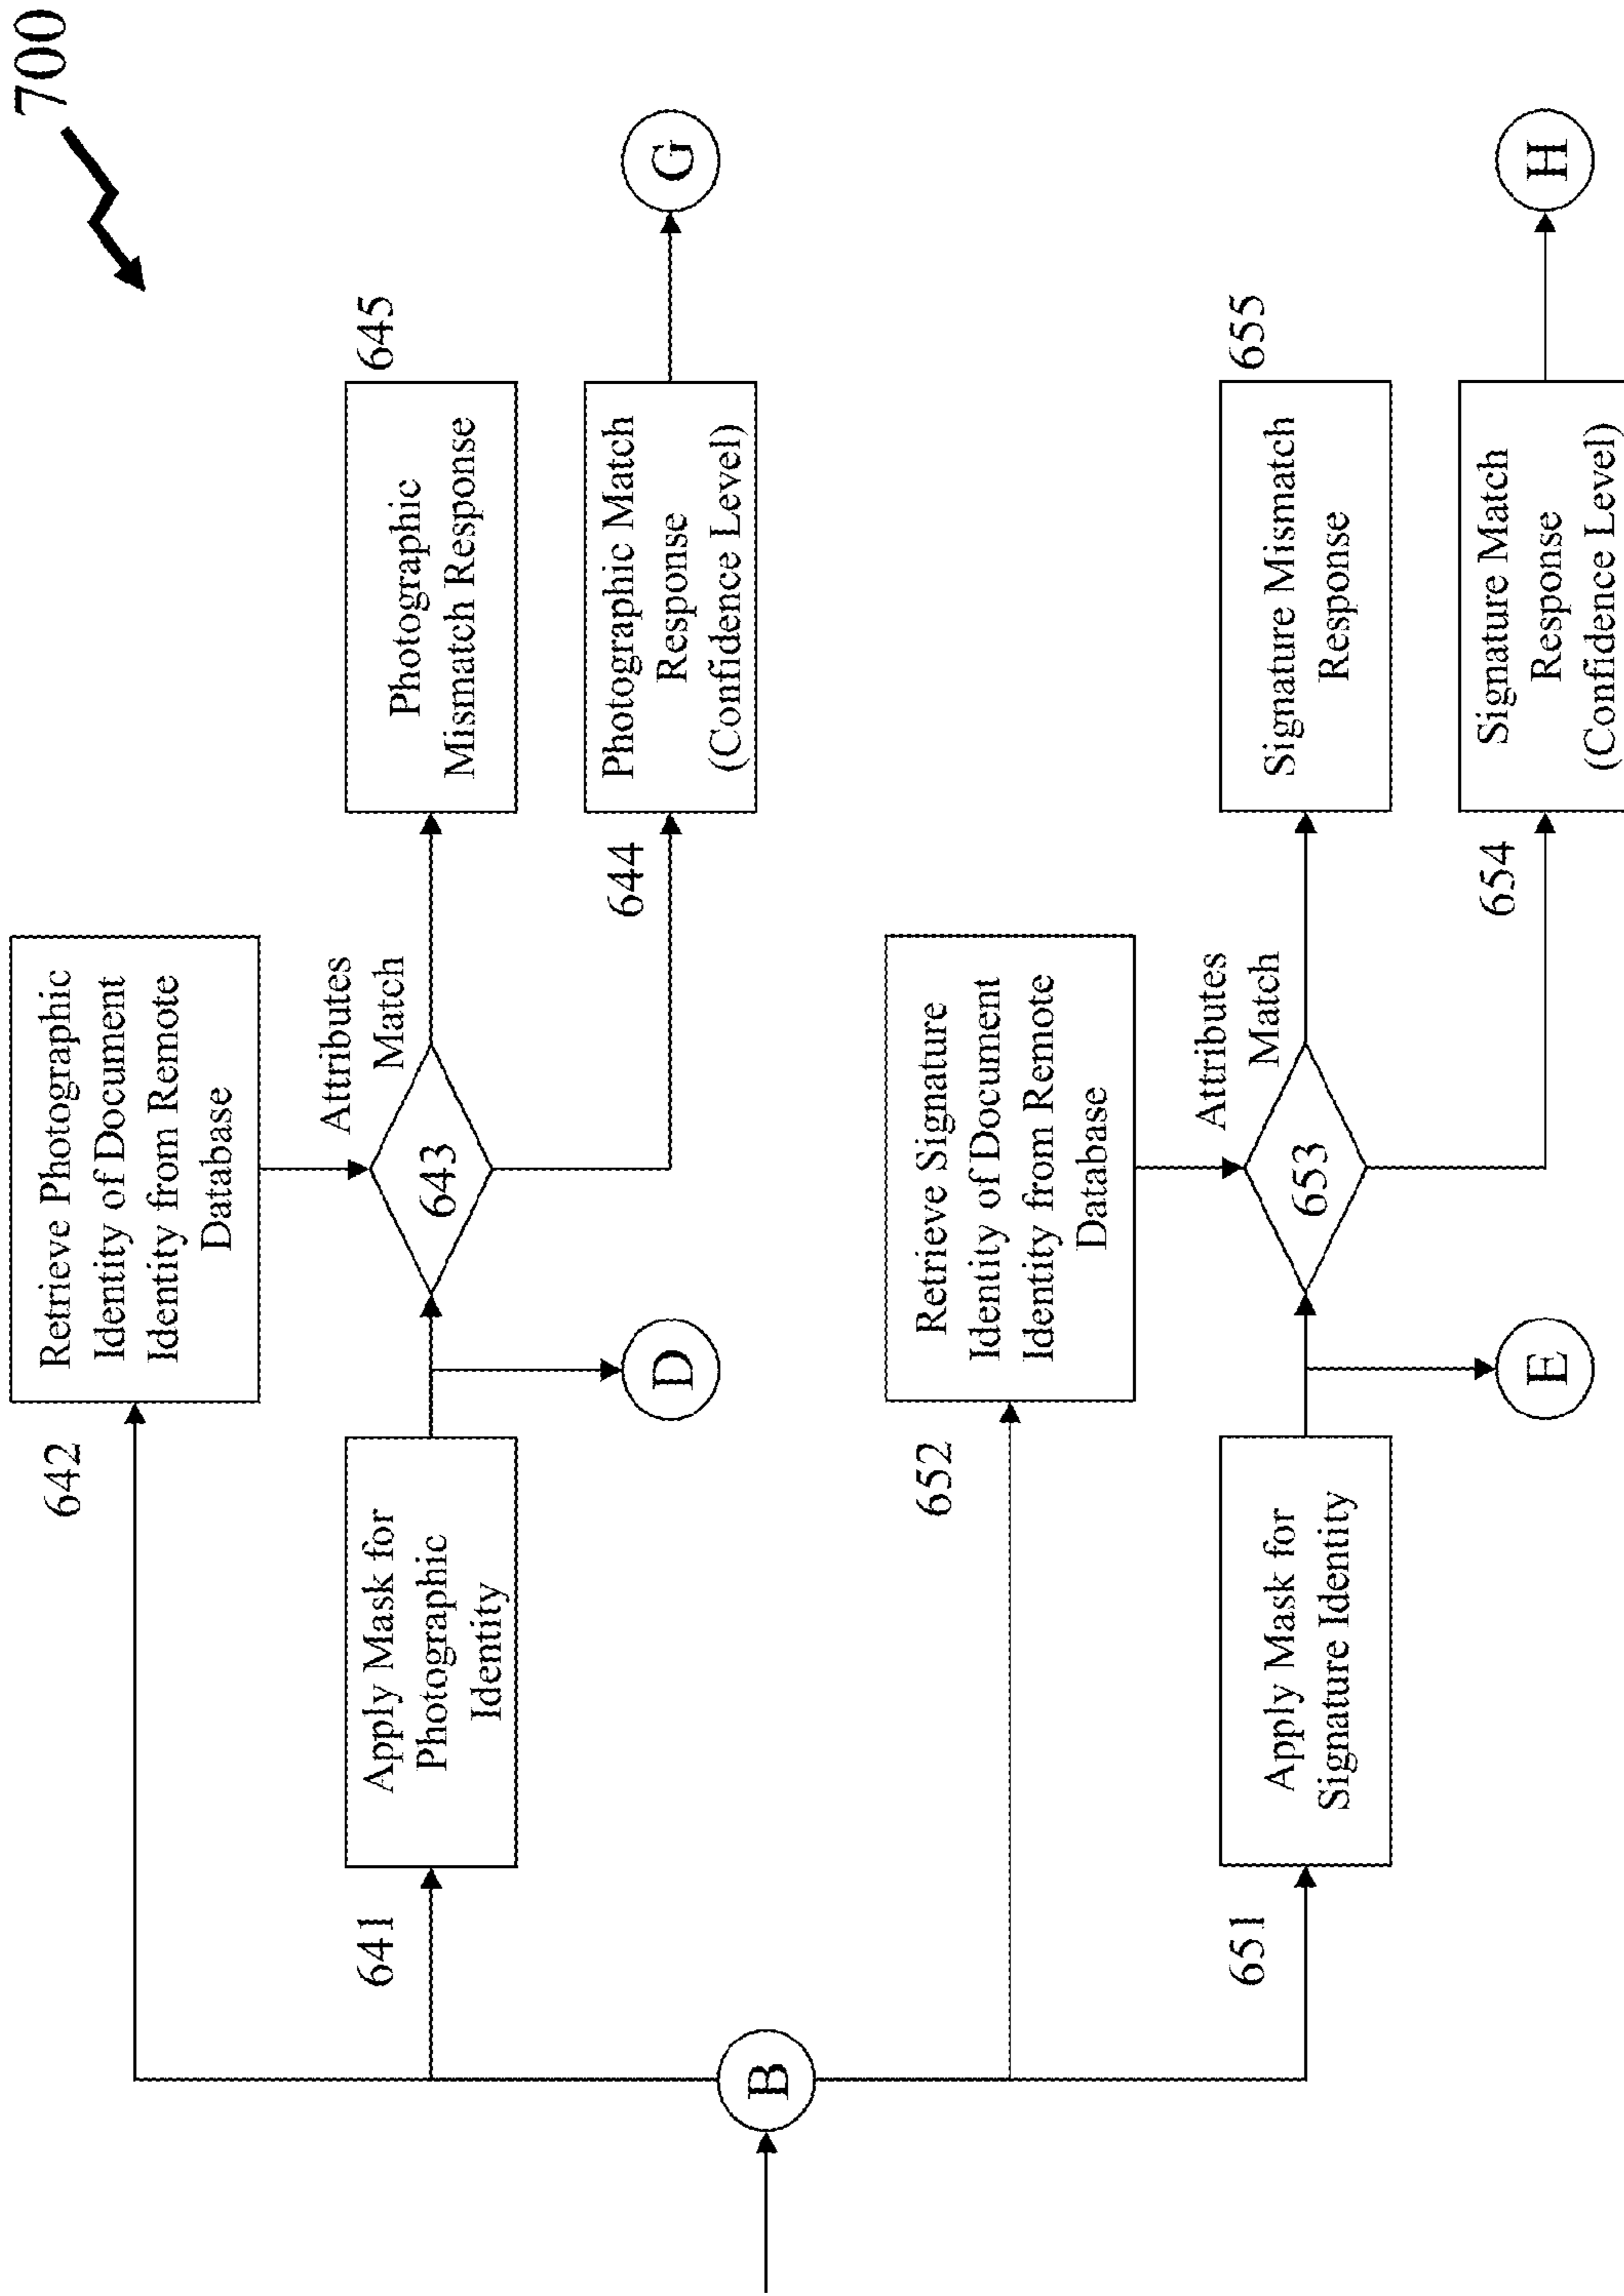 700
642
Retrieve Photographic
Identity of Document
Identity from Remote
Database
641
Apply Mask for
Photographic
Identity
D
643
Attributes
Match
645
Photographic
Mismatch Response
644
Photographic Match
Response
(Confidence Level)
G
B
652
Retrieve Signature
Identity of Document
Identity from Remote
Database
651
Apply Mask for
Signature Identity
E
653
Attributes
Match
655
Signature Mismatch
Response
654
Signature Match
Response
(Confidence Level)
H